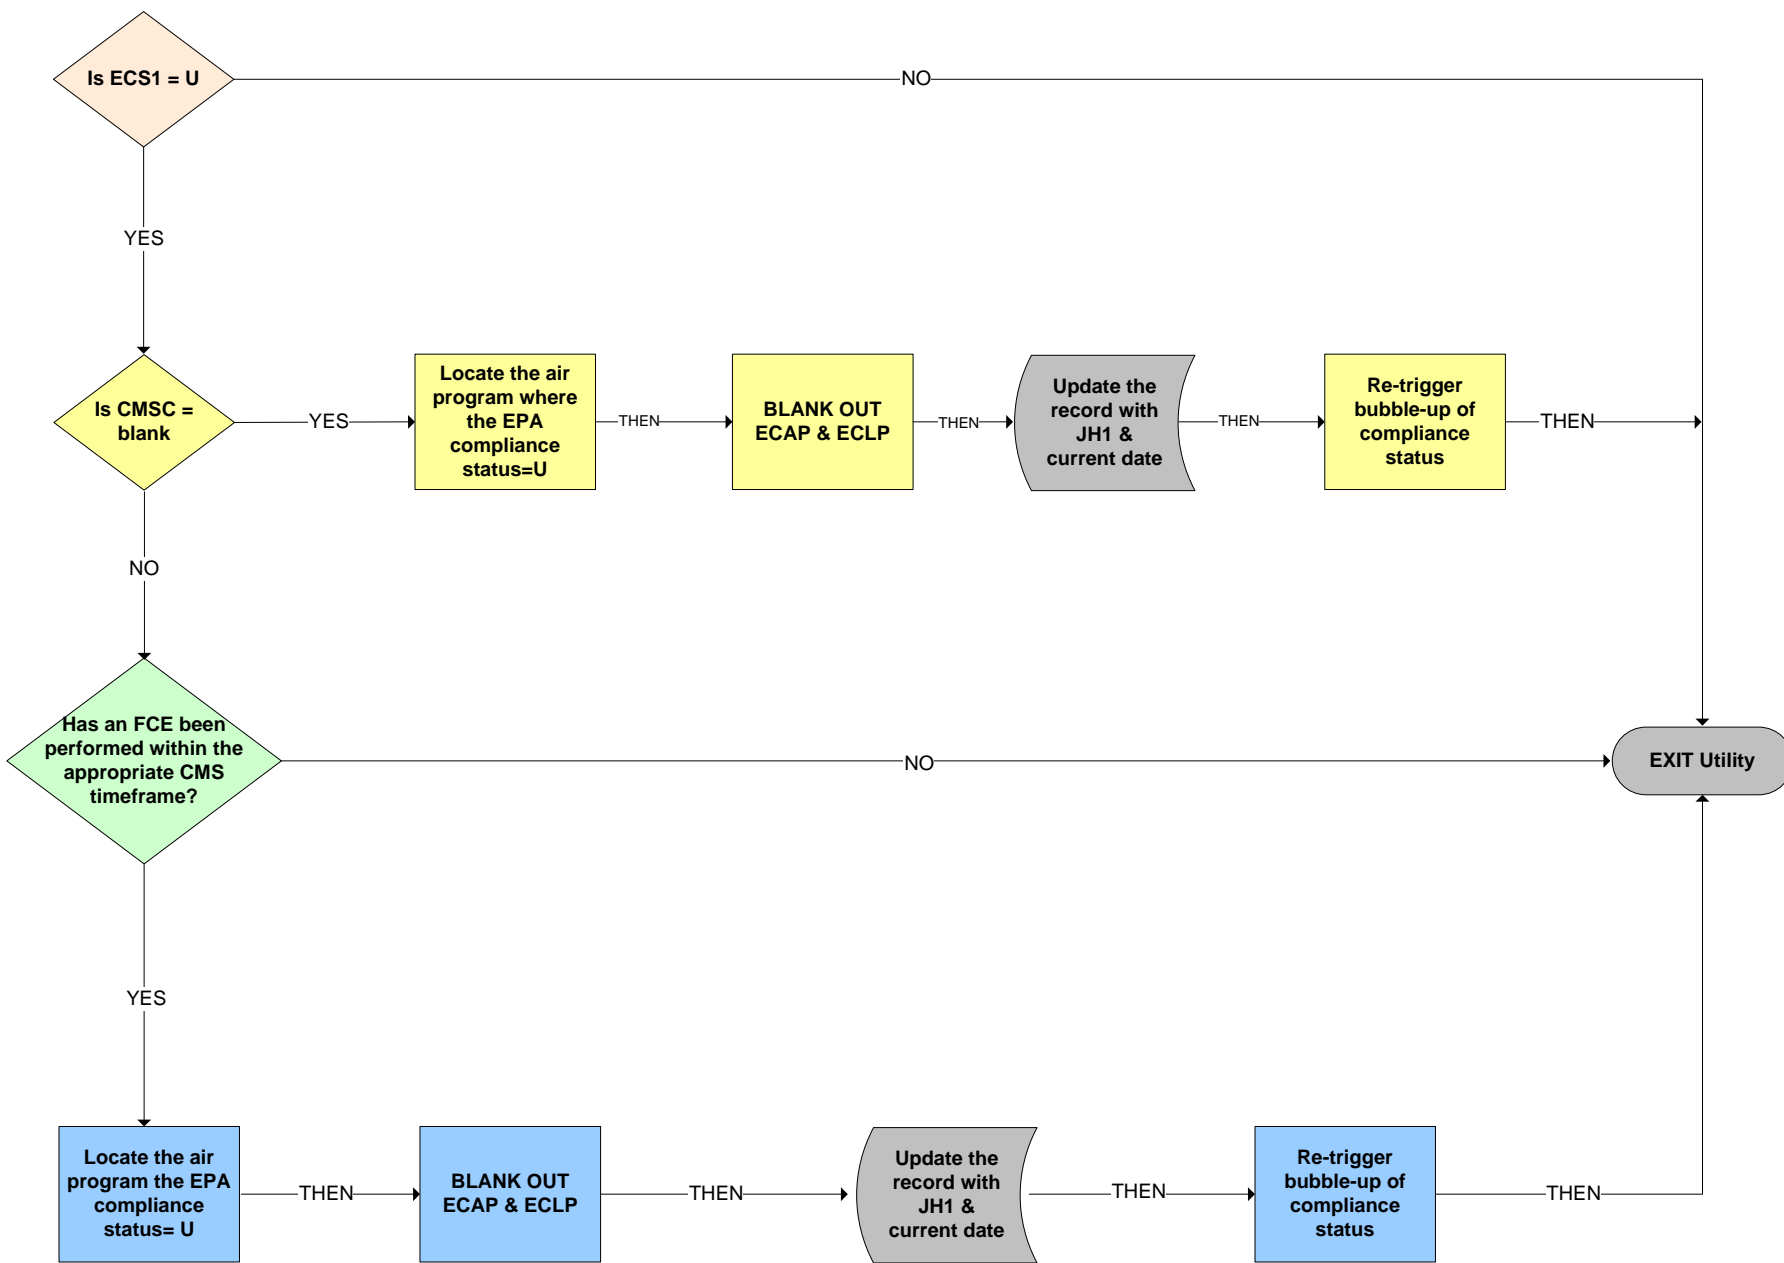 Is ECS1 = U
NO
YES
Is CMSC =
blank
YES
Locate the air
program where
the EPA
compliance
status=U
THEN
BLANK OUT
ECAP & ECLP
THEN
Update the
record with
JH1 &
current date
THEN
Re-trigger
bubble-up of
compliance
status
THEN
NO
Has an FCE been
performed within the
appropriate CMS
timeframe?
NO
EXIT Utility
YES
Locate the air
program the EPA
compliance
status= U
THEN
BLANK OUT
ECAP & ECLP
THEN
Update the
record with
JH1 &
current date
THEN
Re-trigger
bubble-up of
compliance
status
THEN